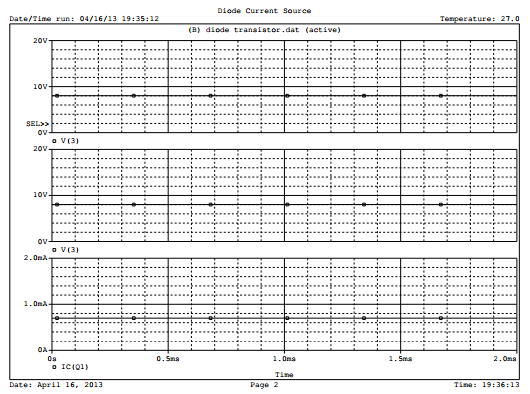 Diode Current Source
Date/Time run: 04/16/13 19:35:12 Temperature: 27.0
(B) diode transistor.dat (active)
20V
10V
SEL>>
0V
V(3)
20V
10V
0V
V(3)
2.0mA
1.0mA
0A
0s 0.5ms 1.0ms 1.5ms 2.0ms
IC(Q1)
Time
Date: April 16, 2013 Page 2 Time: 19:36:13